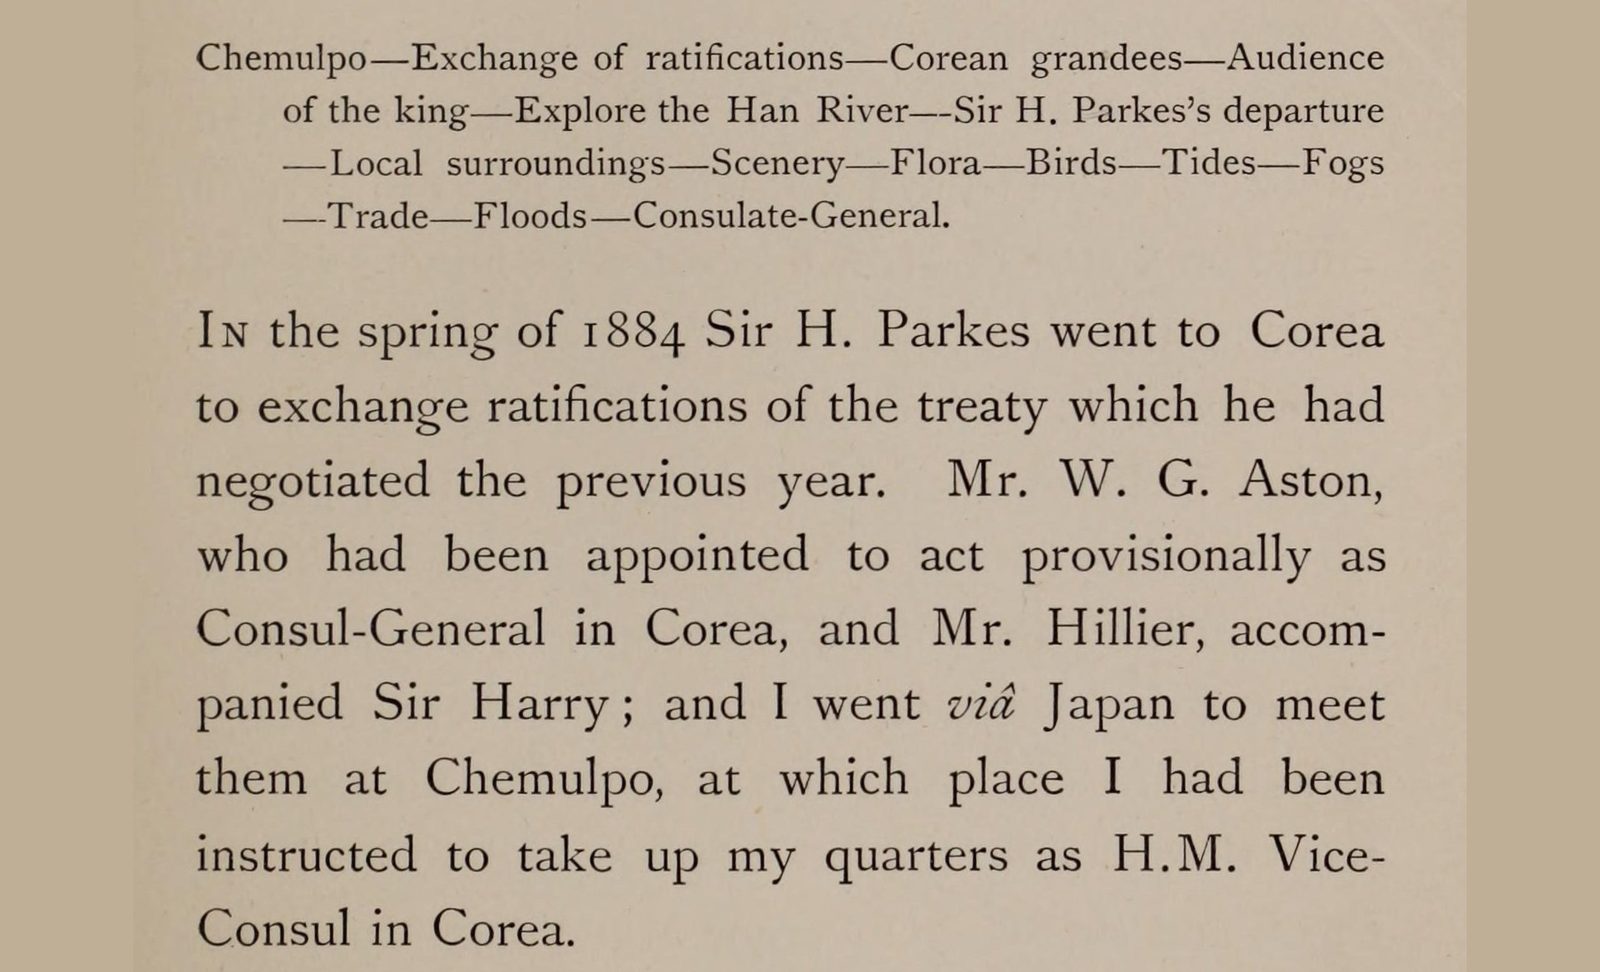 Chemulpo—Exchange of ratifications—Corean grandees—Audience
of the king—Explore the Han River—Sir H. Parkes’s departure
—Local surroundings—Scenery—Flora—Birds—Tides—Fogs
—Trade—Floods—Consulate-General.
In the spring of 1884 Sir H. Parkes went to Corea
to exchange ratifications of the treaty which he had
negotiated the previous year. Mr. W. G. Aston,
who had been appointed to act provisionally as
Consul-General in Corea, and Mr. Hillier, accom-
panied Sir Harry; and I went viâ Japan to meet
them at Chemulpo, at which place I had been
instructed to take up my quarters as H.M. Vice-
Consul in Corea.